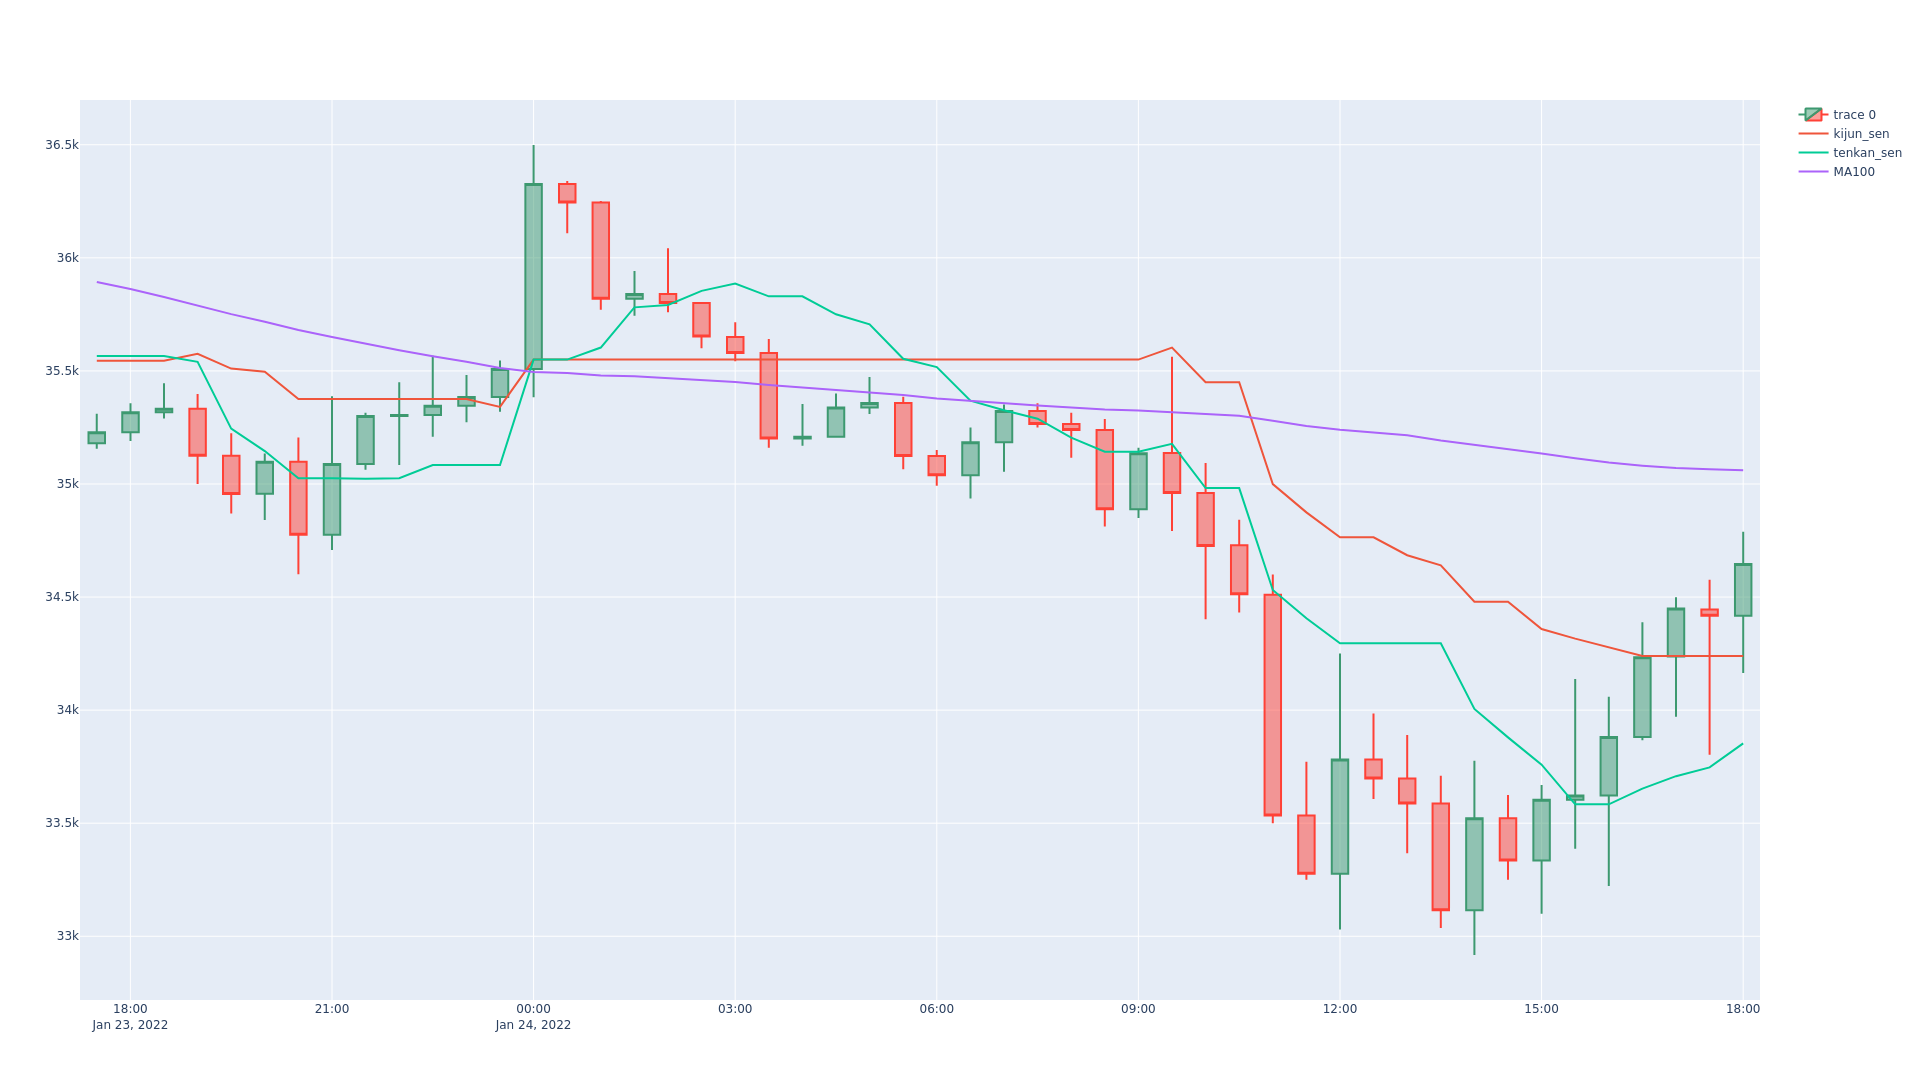 trace 0
kijun_sen
tenkan_sen
MA100
36.5k
36k
35.5k
35k
34.5k
34k
33.5k
33k
18:00 21:00 00:00 03:00 06:00 09:00 12:00 15:00 18:00
Jan 23, 2022 Jan 24, 2022